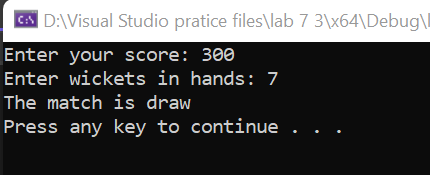 D:\Visual Studio pratice files\lab 7 3\x64\Debug\
Enter your score: 300
Enter wickets in hands: 7
The match is draw
Press any key to continue . . .